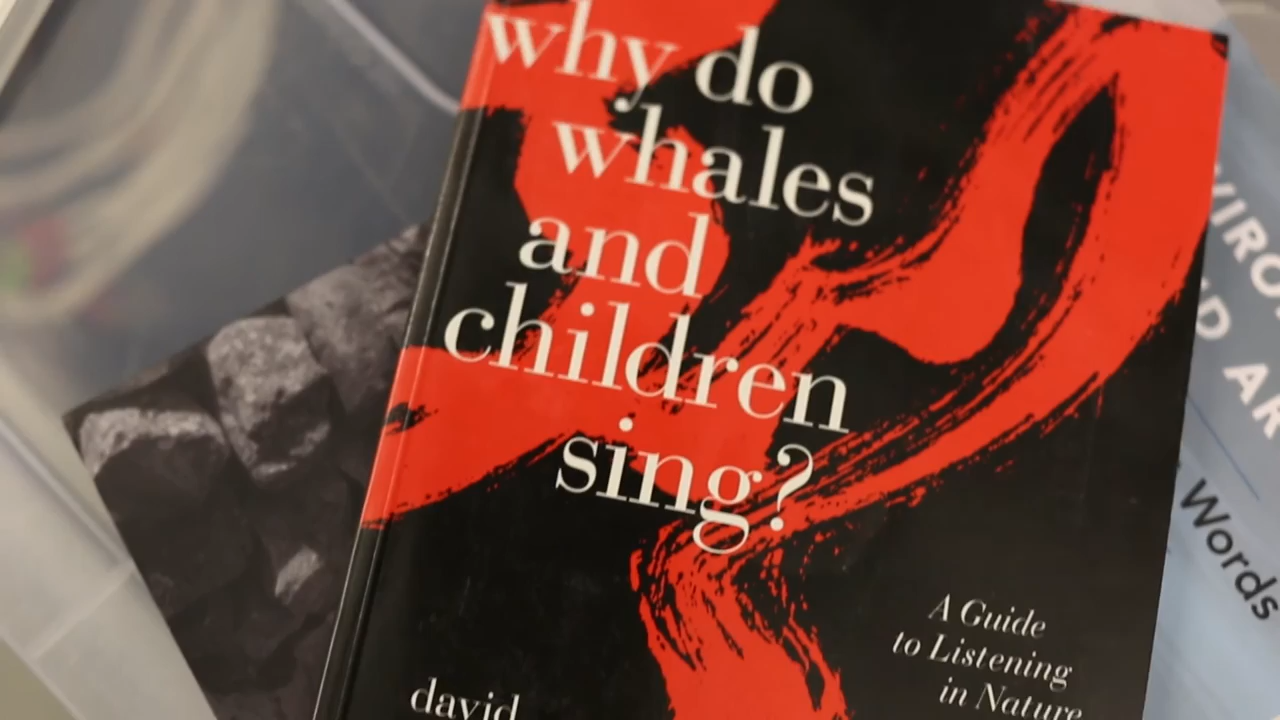 why do
whales
and
children
sing?
A Guide
to Listening
in Nature
david
Words